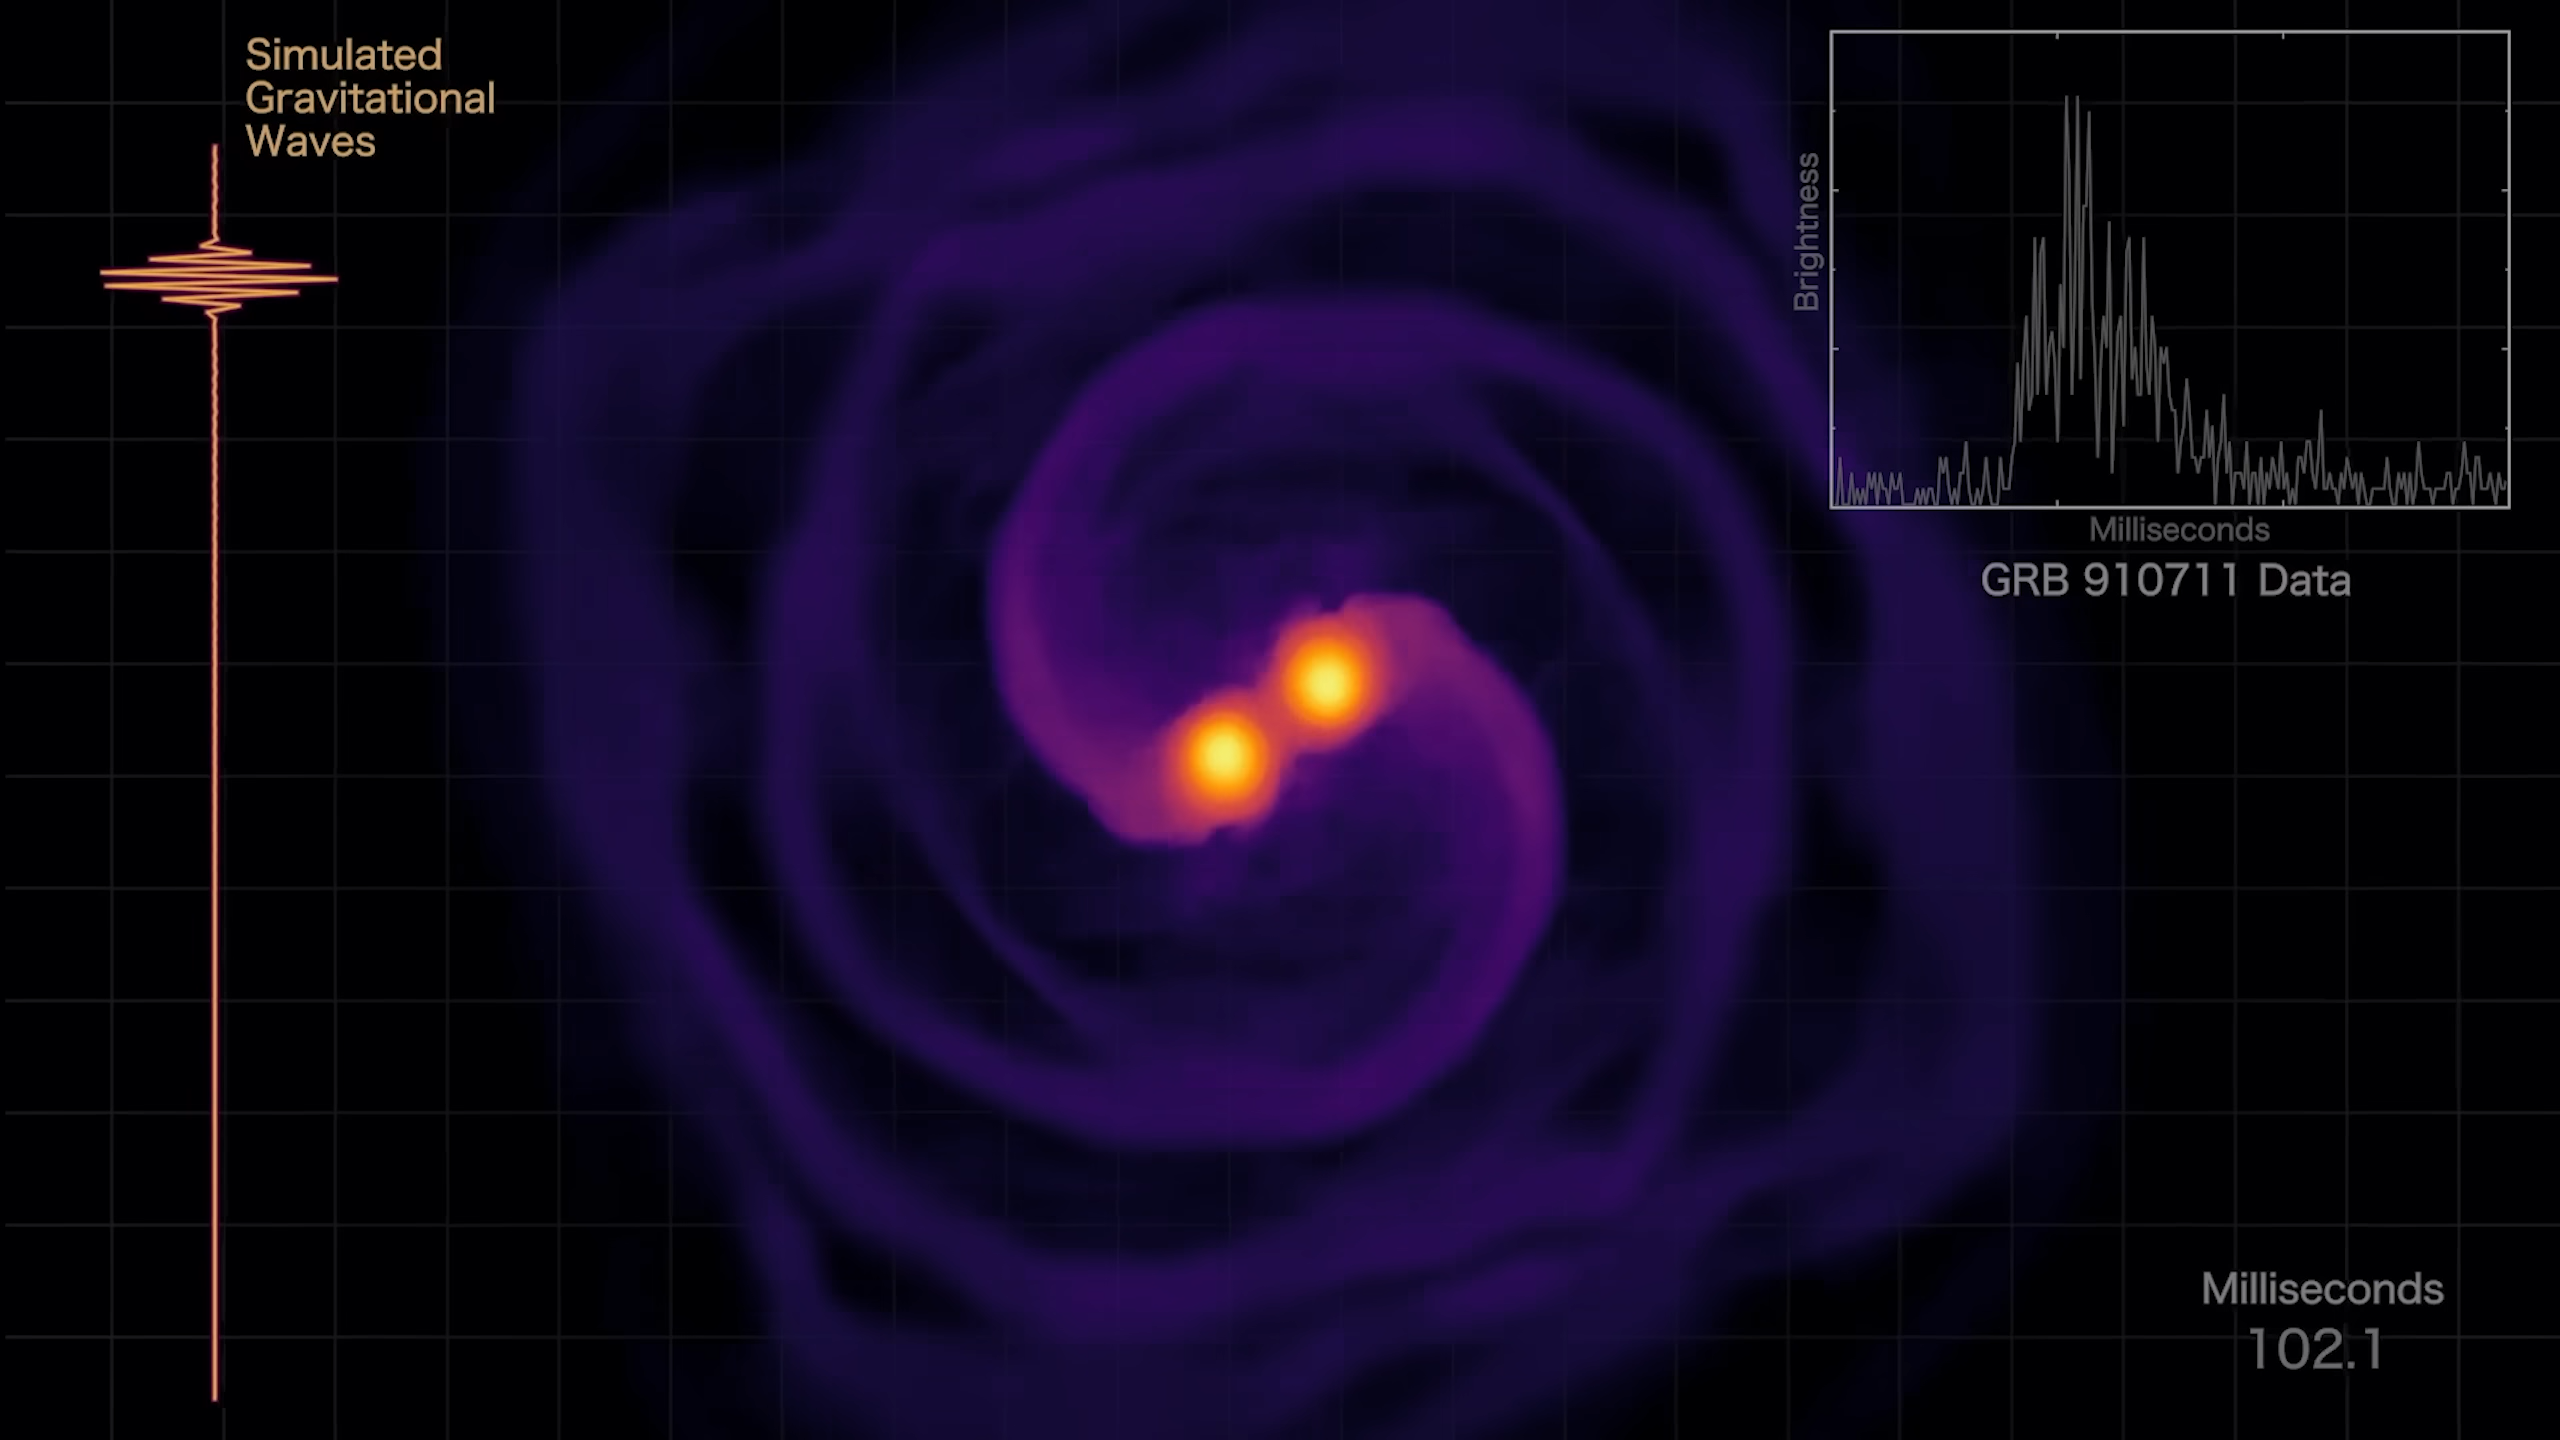 Simulated
Gravitational
Waves
Brightness
Milliseconds
GRB 910711 Data
Milliseconds
102.1